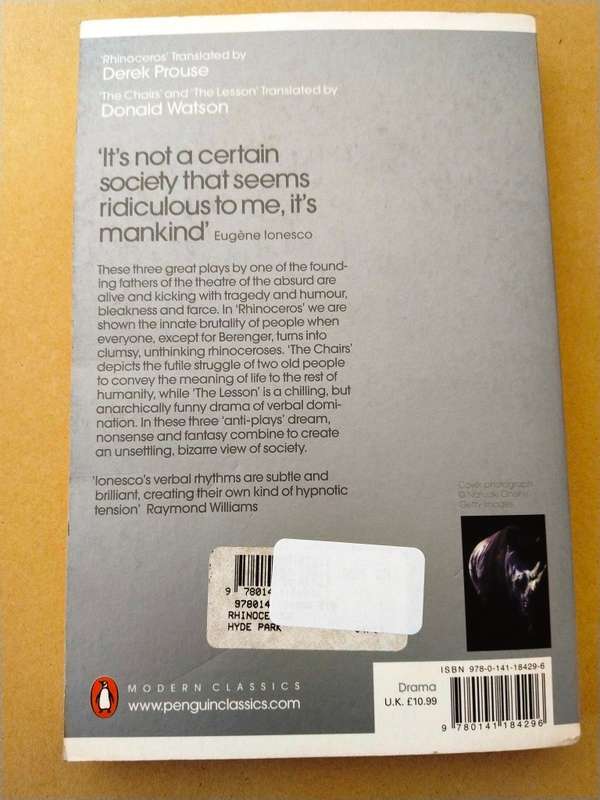 'Rhinoceros' Translated by
Derek Prouse
'The Chairs' and 'The Lesson' Translated by
Donald Watson
'It's not a certain
society that seems
ridiculous to me, it's
mankind' Eugène Ionesco
These three great plays by one of the found-
ing fathers of the theatre of the absurd are
alive and kicking with tragedy and humour,
bleakness and farce. In 'Rhinoceros' we are
shown the innate brutality of people when
everyone, except for Berenger, turns into
clumsy, unthinking rhinoceroses. 'The Chairs'
depicts the futile struggle of two old people
to convey the meaning of life to the rest of
humanity, while 'The Lesson' is a chilling, but
anarchically funny drama of verbal domi-
nation. In these three 'anti-plays' dream,
nonsense and fantasy combine to create
an unsettling, bizarre view of society.
'Ionesco's verbal rhythms are subtle and
brilliant, creating their own kind of hypnotic
tension' Raymond Williams
Cover photograph
Getty Images
9 78014
978014
RHINOCE
HYDE PARK
MODERN CLASSICS
www.penguinclassics.com
Drama
U.K. £10.99
ISBN 978-0-141-18429-6
9 780141 184296